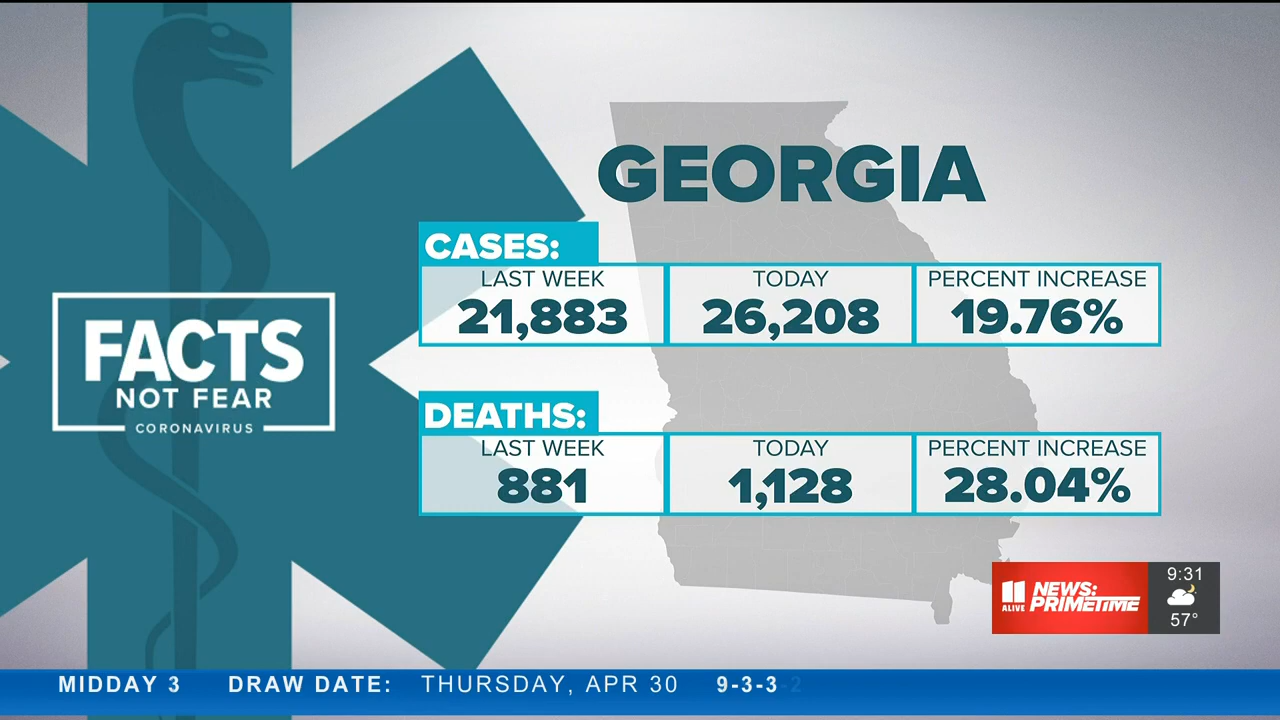 GEORGIA
CASES:
LAST WEEK TODAY PERCENT INCREASE
21,883 26,208 19.76%
DEATHS:
LAST WEEK TODAY PERCENT INCREASE
881 1,128 28.04%
FACTS
NOT FEAR
CORONAVIRUS
11 ALIVE NEWS: PRIMETIME
9:31
57°
MIDDAY 3 DRAW DATE: THURSDAY, APR 30 9-3-3-2